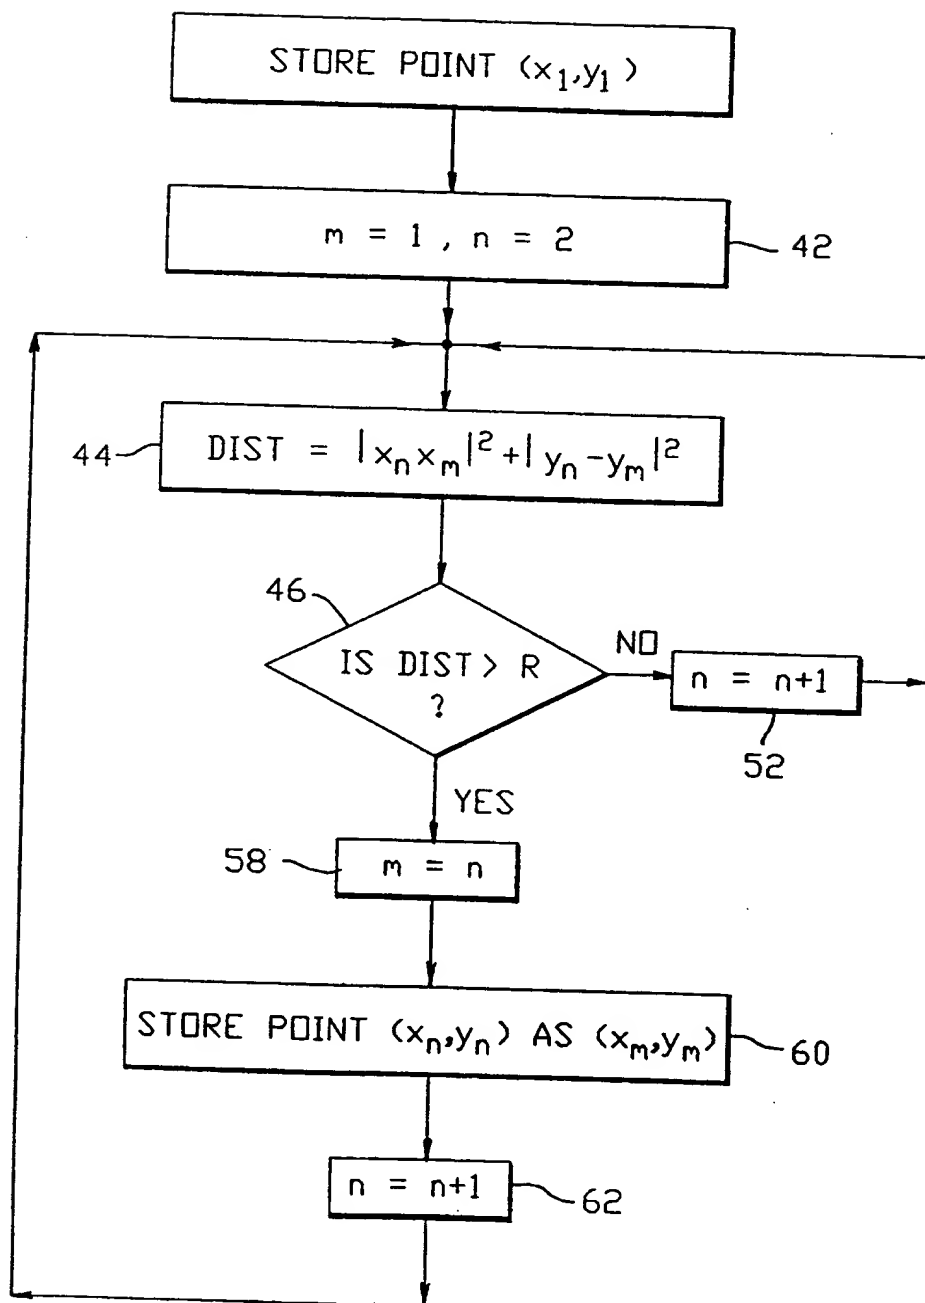 STORE POINT (x₁,y₁)
m = 1 , n = 2
42
44
DIST = |xₙxₘ|²+|yₙ-yₘ|²
46
IS DIST > R
?
NO
n = n+1
52
YES
58
m = n
STORE POINT (xₙ,yₙ) AS (xₘ,yₘ)
60
n = n+1
62